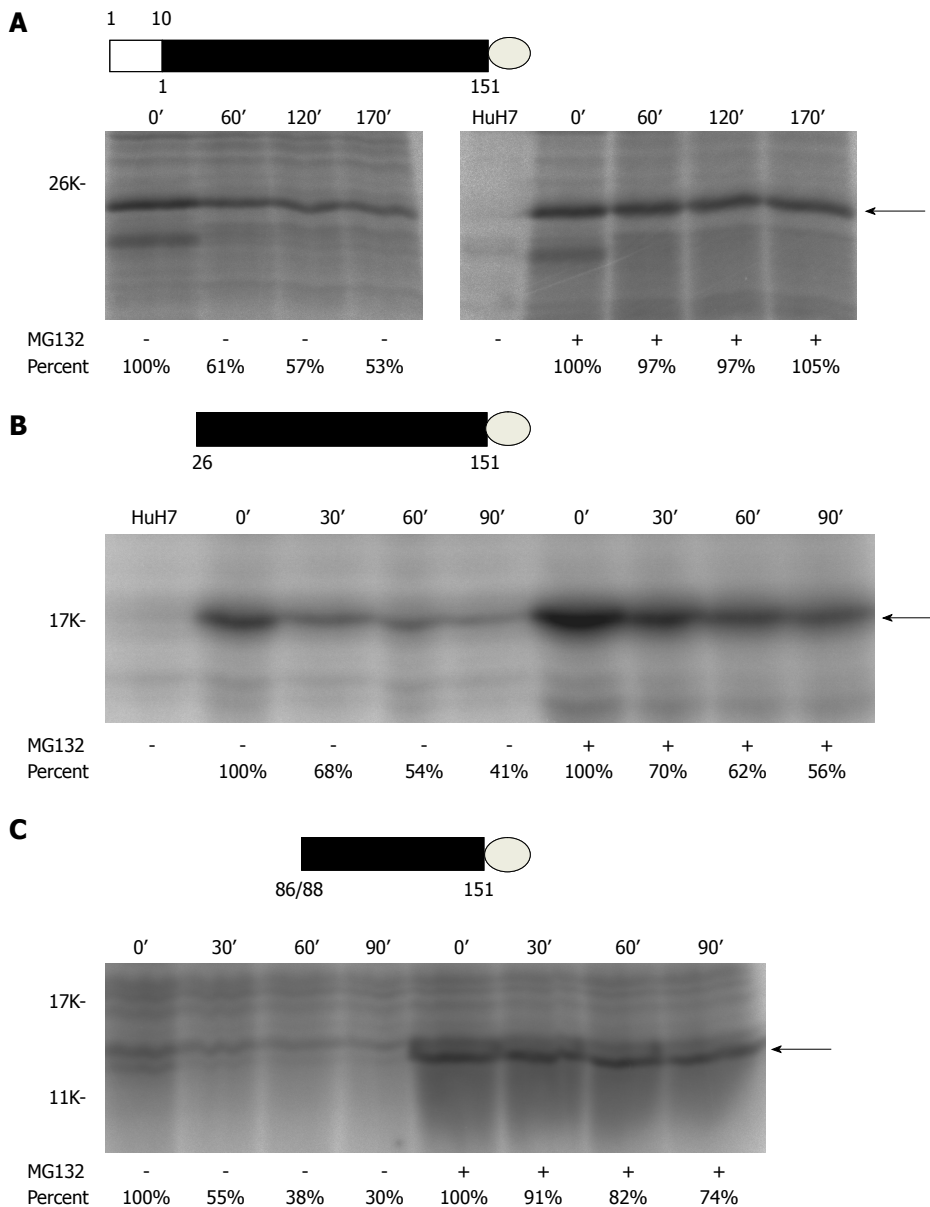 A
1 10
1 151
0′ 60′ 120′ 170′ HuH7 0′ 60′ 120′ 170′
26K-
MG132 - - - - - + + + +
Percent 100% 61% 57% 53% 100% 97% 97% 105%
B
26 151
HuH7 0′ 30′ 60′ 90′ 0′ 30′ 60′ 90′
17K-
MG132 - - - - - + + + +
Percent 100% 68% 54% 41% 100% 70% 62% 56%
C
86/88 151
0′ 30′ 60′ 90′ 0′ 30′ 60′ 90′
17K-
11K-
MG132 - - - - + + + +
Percent 100% 55% 38% 30% 100% 91% 82% 74%